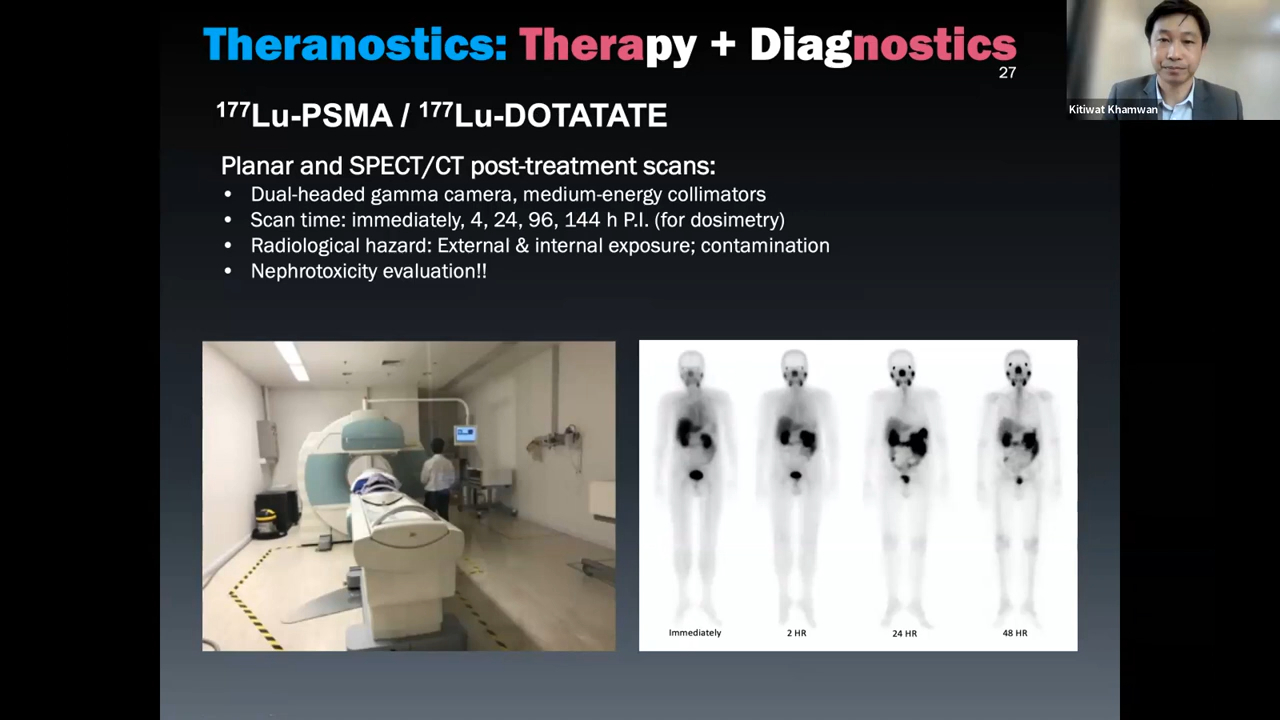 Theranostics: Therapy + Diagnostics
27
Kitiwat Khamwan
¹⁷⁷Lu-PSMA / ¹⁷⁷Lu-DOTATATE
Planar and SPECT/CT post-treatment scans:
• Dual-headed gamma camera, medium-energy collimators
• Scan time: immediately, 4, 24, 96, 144 h P.I. (for dosimetry)
• Radiological hazard: External & internal exposure; contamination
• Nephrotoxicity evaluation!!
Immediately 2 HR 24 HR 48 HR